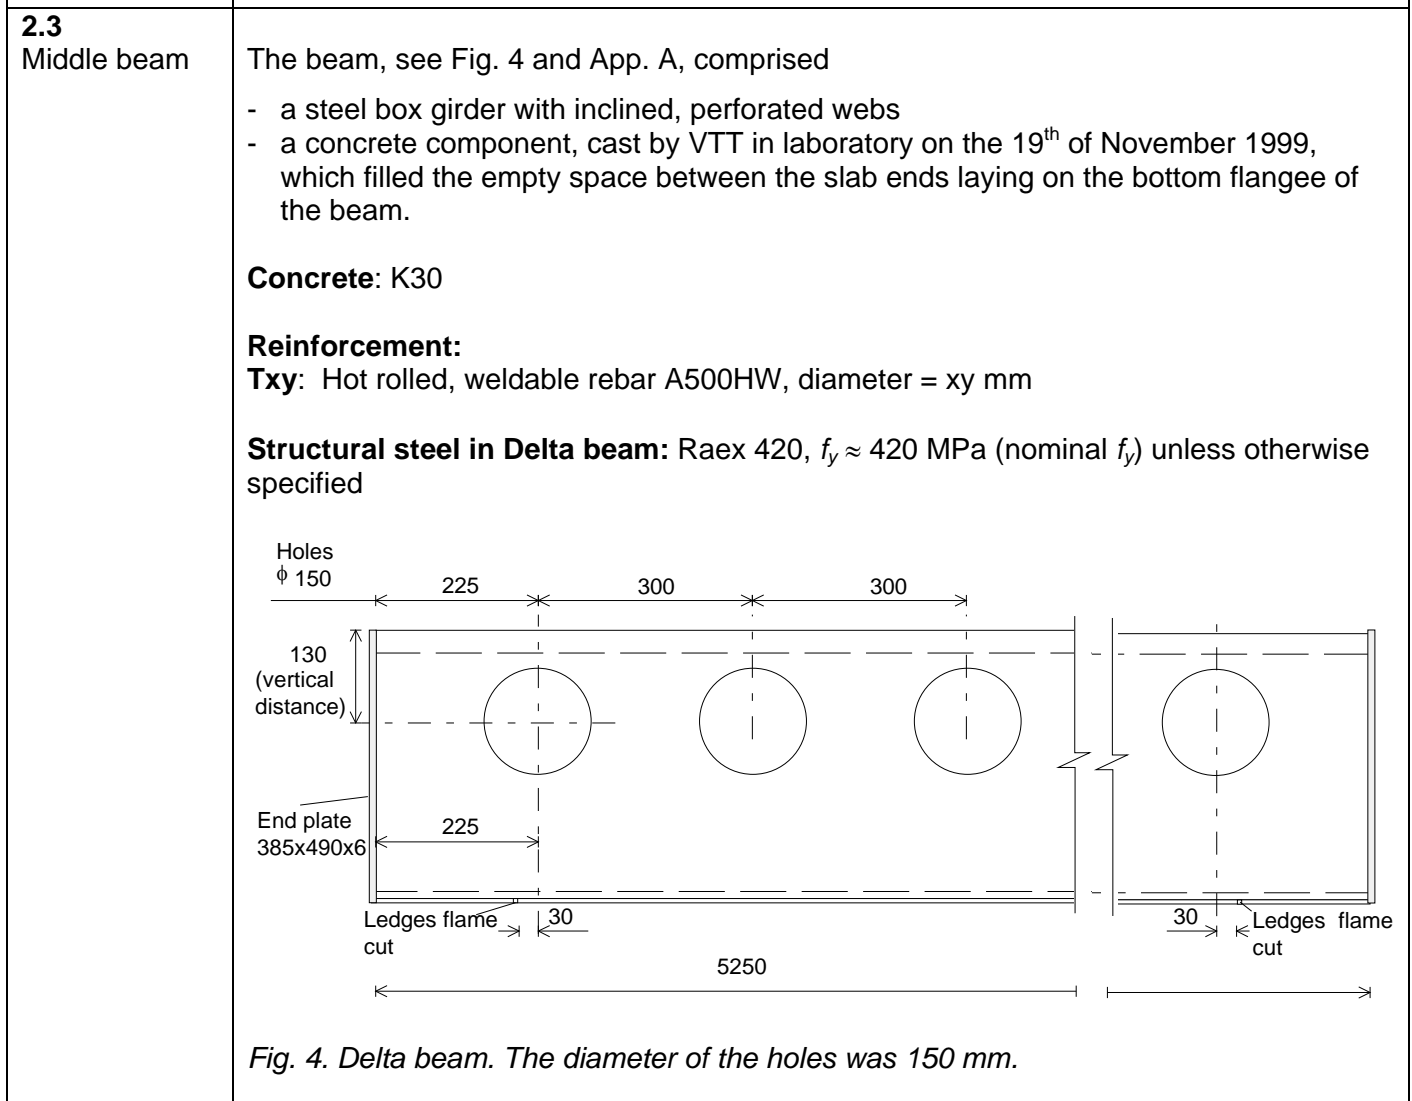 2.3
Middle beam
The beam, see Fig. 4 and App. A, comprised
- a steel box girder with inclined, perforated webs
- a concrete component, cast by VTT in laboratory on the 19th of November 1999,
which filled the empty space between the slab ends laying on the bottom flangee of
the beam.
Concrete: K30
Reinforcement:
Txy: Hot rolled, weldable rebar A500HW, diameter = xy mm
Structural steel in Delta beam: Raex 420, fy ≈ 420 MPa (nominal fy) unless otherwise
specified
Holes
ϕ 150
225
300
300
130
(vertical
distance)
End plate
385x490x6
225
Ledges flame
cut
30
30
Ledges flame
cut
5250
Fig. 4. Delta beam. The diameter of the holes was 150 mm.